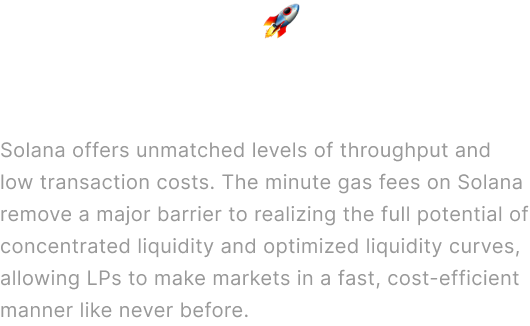 Solana offers unmatched levels of throughput and
low transaction costs. The minute gas fees on Solana
remove a major barrier to realizing the full potential of
concentrated liquidity and optimized liquidity curves,
allowing LPs to make markets in a fast, cost-efficient
manner like never before.